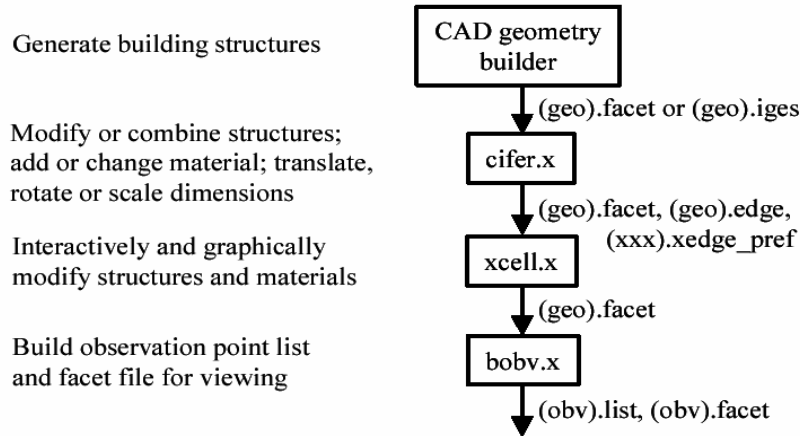 Generate building structures
CAD geometry
builder
(geo).facet or (geo).iges
Modify or combine structures;
add or change material; translate,
rotate or scale dimensions
cifer.x
(geo).facet, (geo).edge,
(xxx).xedge_pref
Interactively and graphically
modify structures and materials
xcell.x
(geo).facet
Build observation point list
and facet file for viewing
bobv.x
(obv).list, (obv).facet